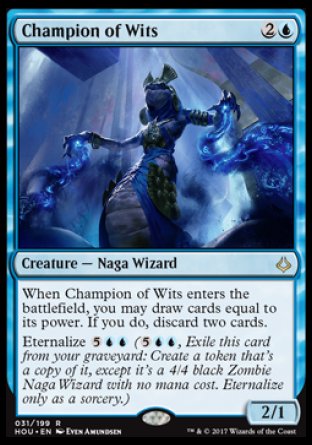 Champion of Wits 2
Creature — Naga Wizard
When Champion of Wits enters the
battlefield, you may draw cards equal to
its power. If you do, discard two cards.
Eternalize 5 (5, Exile this card
from your graveyard: Create a token that's
a copy of it, except it's a 4/4 black Zombie
Naga Wizard with no mana cost. Eternalize
only as a sorcery.)
2/1
031/199 R
HOU • EN Even Amundsen
™ & © 2017 Wizards of the Coast